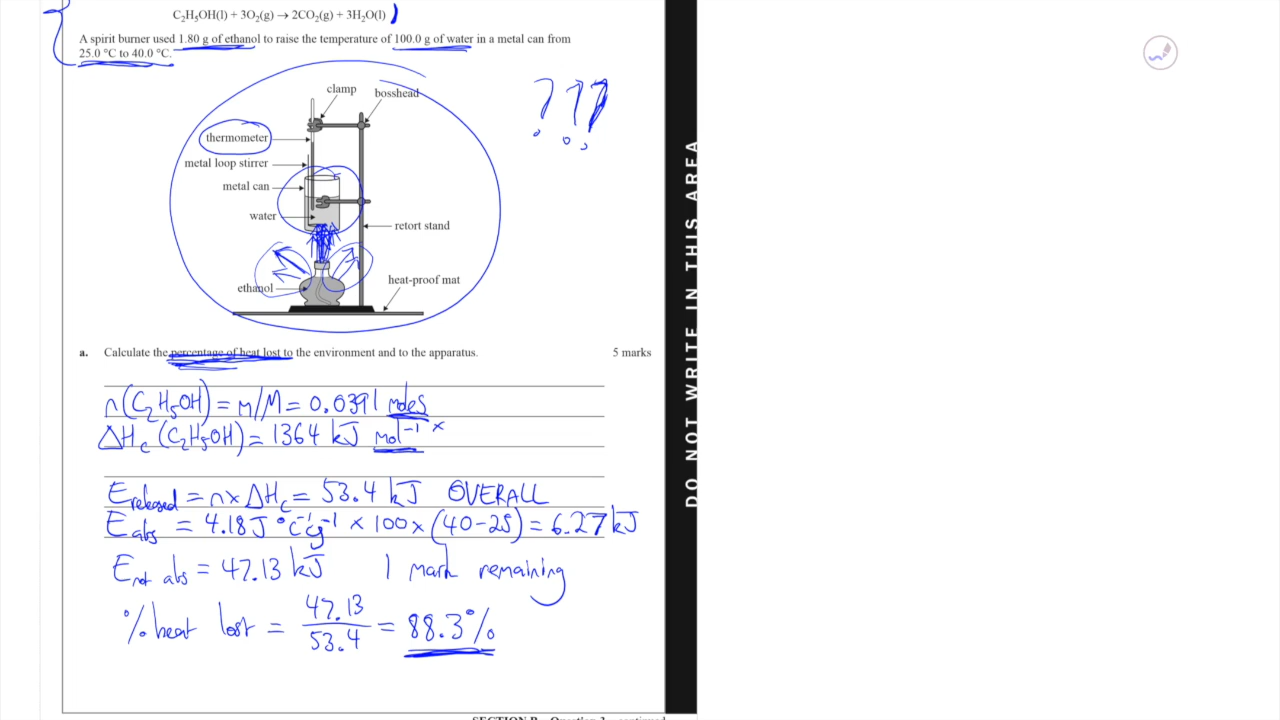 C₂H₅OH(l) + 3O₂(g) → 2CO₂(g) + 3H₂O(l)
A spirit burner used 1.80 g of ethanol to raise the temperature of 100.0 g of water in a metal can from
25.0 °C to 40.0 °C.
???
clamp
bosshead
thermometer
metal loop stirrer
metal can
water
retort stand
heat-proof mat
ethanol
a. Calculate the percentage of heat lost to the environment and to the apparatus. 5 marks
n(C₂H₅OH) = m/M = 0.0391 moles
ΔHc (C₂H₅OH) = 1364 kJ mol⁻¹ ×
Ereleased = n × ΔHc = 53.4 kJ OVERALL
Eabs = 4.18J °C⁻¹g⁻¹ × 100 × (40-25) = 6.27 kJ
Enot abs = 47.13 kJ 1 mark remaining
% heat lost = 47.13 / 53.4 = 88.3%
DO NOT WRITE IN THIS AREA